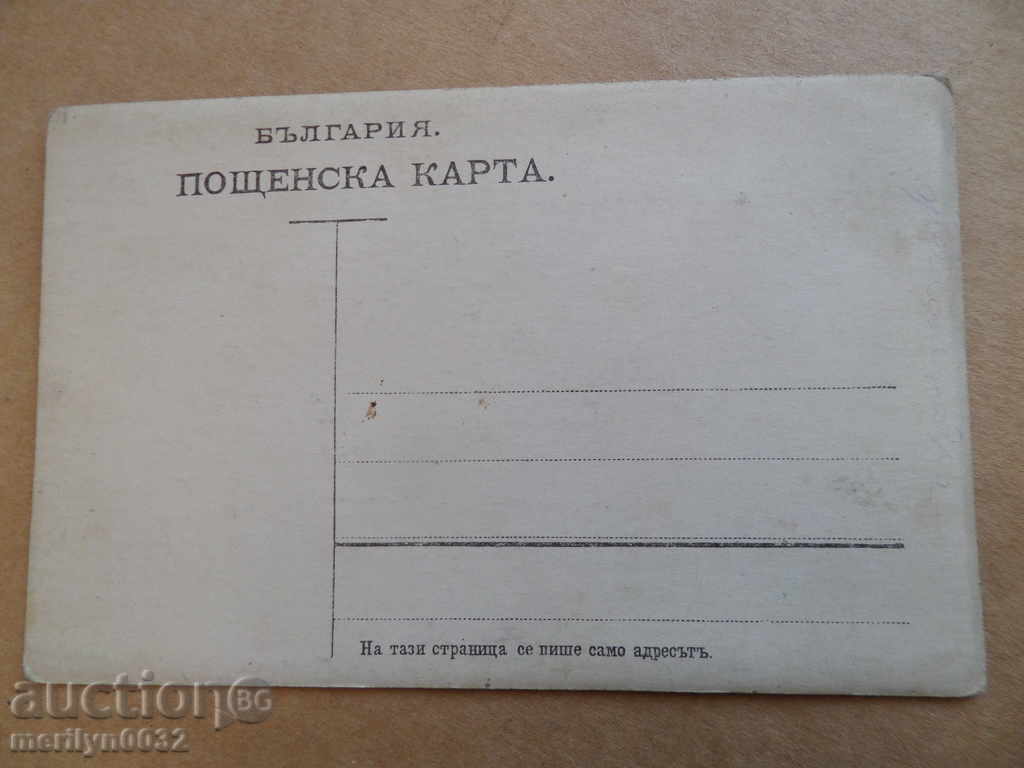 БЪЛГАРИЯ.
ПОЩЕНСКА КАРТА.
На тази страница се пише само адресътъ.
auction BG
merilyn0032